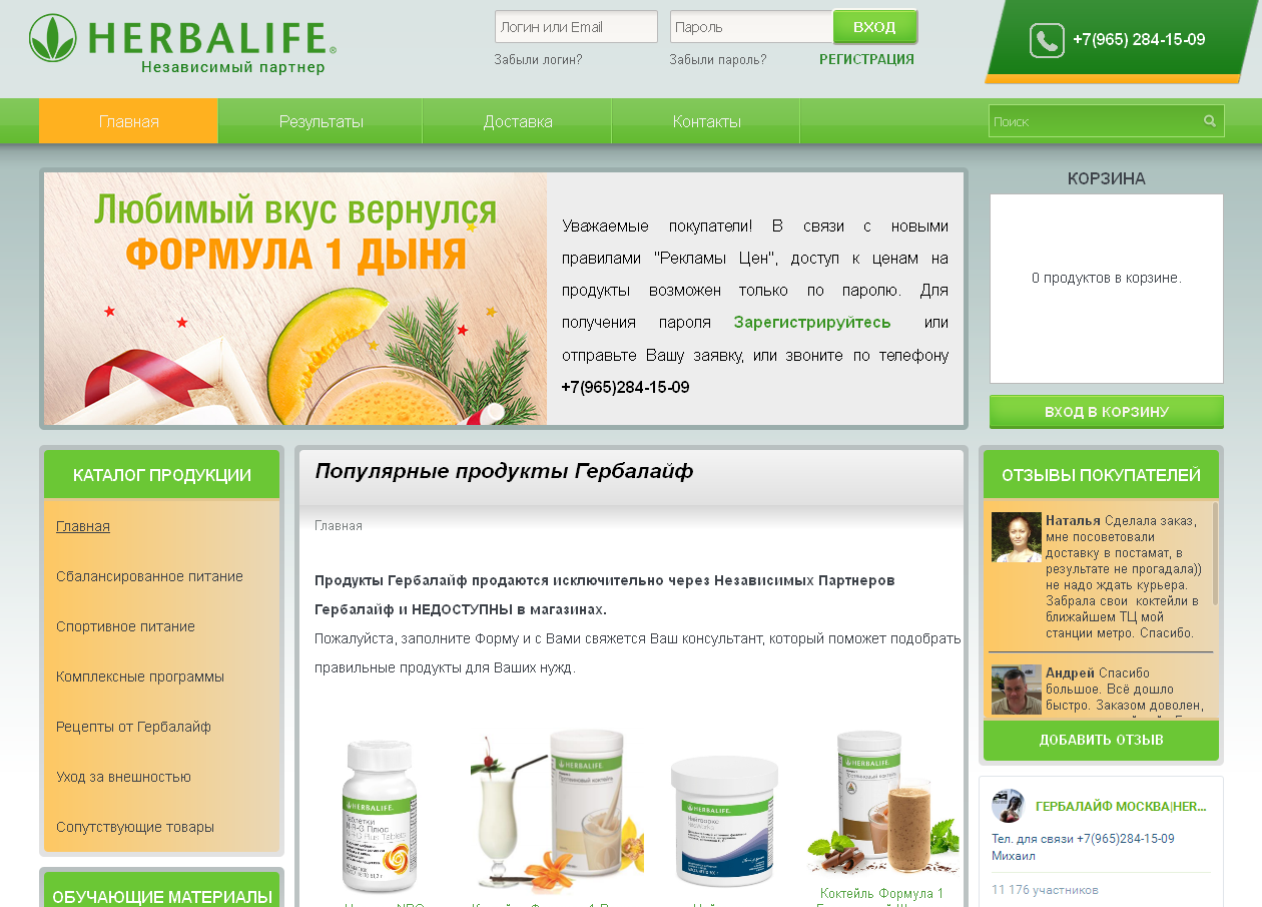 HERBALIFE®
Независимый партнер
Логин или Email
Пароль
ВХОД
Забыли логин?
Забыли пароль?
РЕГИСТРАЦИЯ
+7(965) 284-15-09
Главная
Результаты
Доставка
Контакты
Поиск
Любимый вкус вернулся
ФОРМУЛА 1 ДЫНЯ
Уважаемые покупатели! В связи с новыми
правилами "Рекламы Цен", доступ к ценам на
продукты возможен только по паролю. Для
получения пароля Зарегистрируйтесь или
отправьте Вашу заявку, или звоните по телефону
+7(965)284-15-09
КОРЗИНА
0 продуктов в корзине.
ВХОД В КОРЗИНУ
КАТАЛОГ ПРОДУКЦИИ
Главная
Сбалансированное питание
Спортивное питание
Комплексные программы
Рецепты от Гербалайф
Уход за внешностью
Сопутствующие товары
ОБУЧАЮЩИЕ МАТЕРИАЛЫ
Популярные продукты Гербалайф
Главная
Продукты Гербалайф продаются исключительно через Независимых Партнеров
Гербалайф и НЕДОСТУПНЫ в магазинах.
Пожалуйста, заполните Форму и с Вами свяжется Ваш консультант, который поможет подобрать
правильные продукты для Ваших нужд.
HERBALIFE.
HERBALIFE.
HERBALIFE.
HERBALIFE.
Коктейль Формула 1
ОТЗЫВЫ ПОКУПАТЕЛЕЙ
Наталья Сделала заказ,
мне посоветовали
доставку в постамат, в
результате не прогадала))
не надо ждать курьера.
Забрала свои коктейли в
ближайшем ТЦ мой
станции метро. Спасибо.
Андрей Спасибо
большое. Всё дошло
быстро. Заказом доволен,
ДОБАВИТЬ ОТЗЫВ
ГЕРБАЛАЙФ МОСКВА|HER...
Тел. для связи +7(965)284-15-09
Михаил
11 176 участников